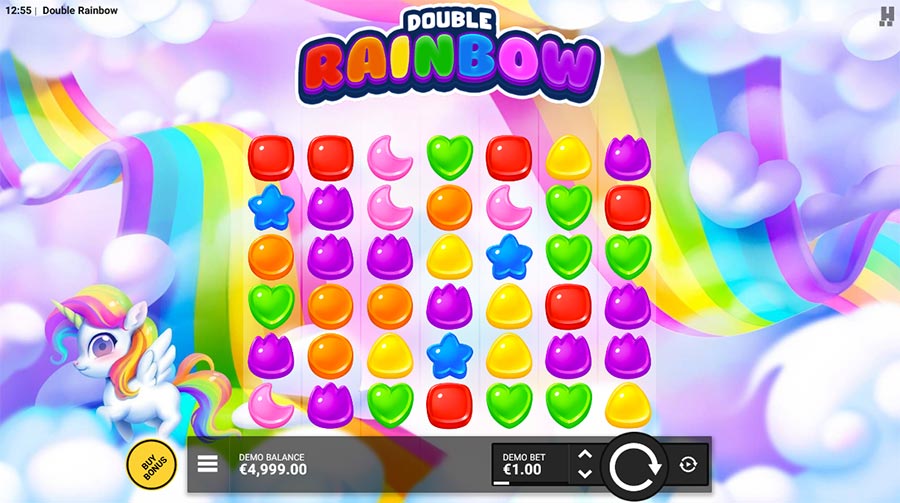 12:55 | Double Rainbow
DOUBLE
RAINBOW
BUY
BONUS
DEMO BALANCE
€4,999.00
DEMO BET
€1.00